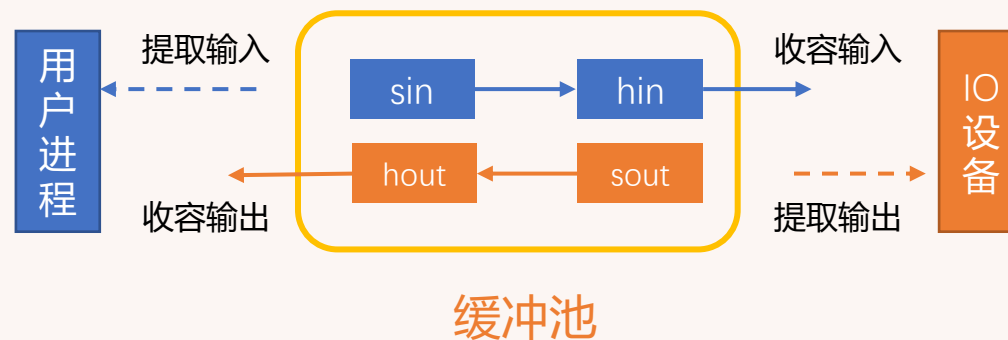 用户进程
提取输入
收容输出
sin
hin
hout
sout
收容输入
提取输出
IO设备
缓冲池